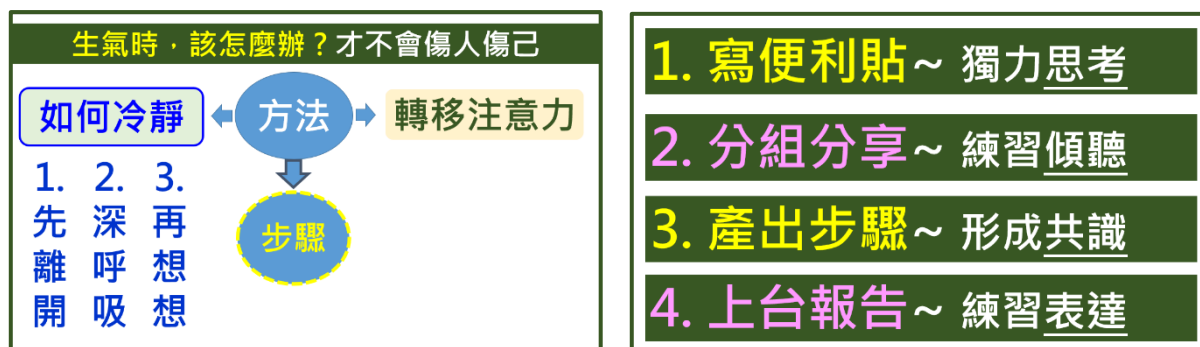 生氣時，該怎麼辦？才不會傷人傷己
如何冷靜
方法
轉移注意力
1. 先離開
2. 深呼吸
3. 再想想
步驟
1. 寫便利貼~ 獨力思考
2. 分組分享~ 練習傾聽
3. 產出步驟~ 形成共識
4. 上台報告~ 練習表達